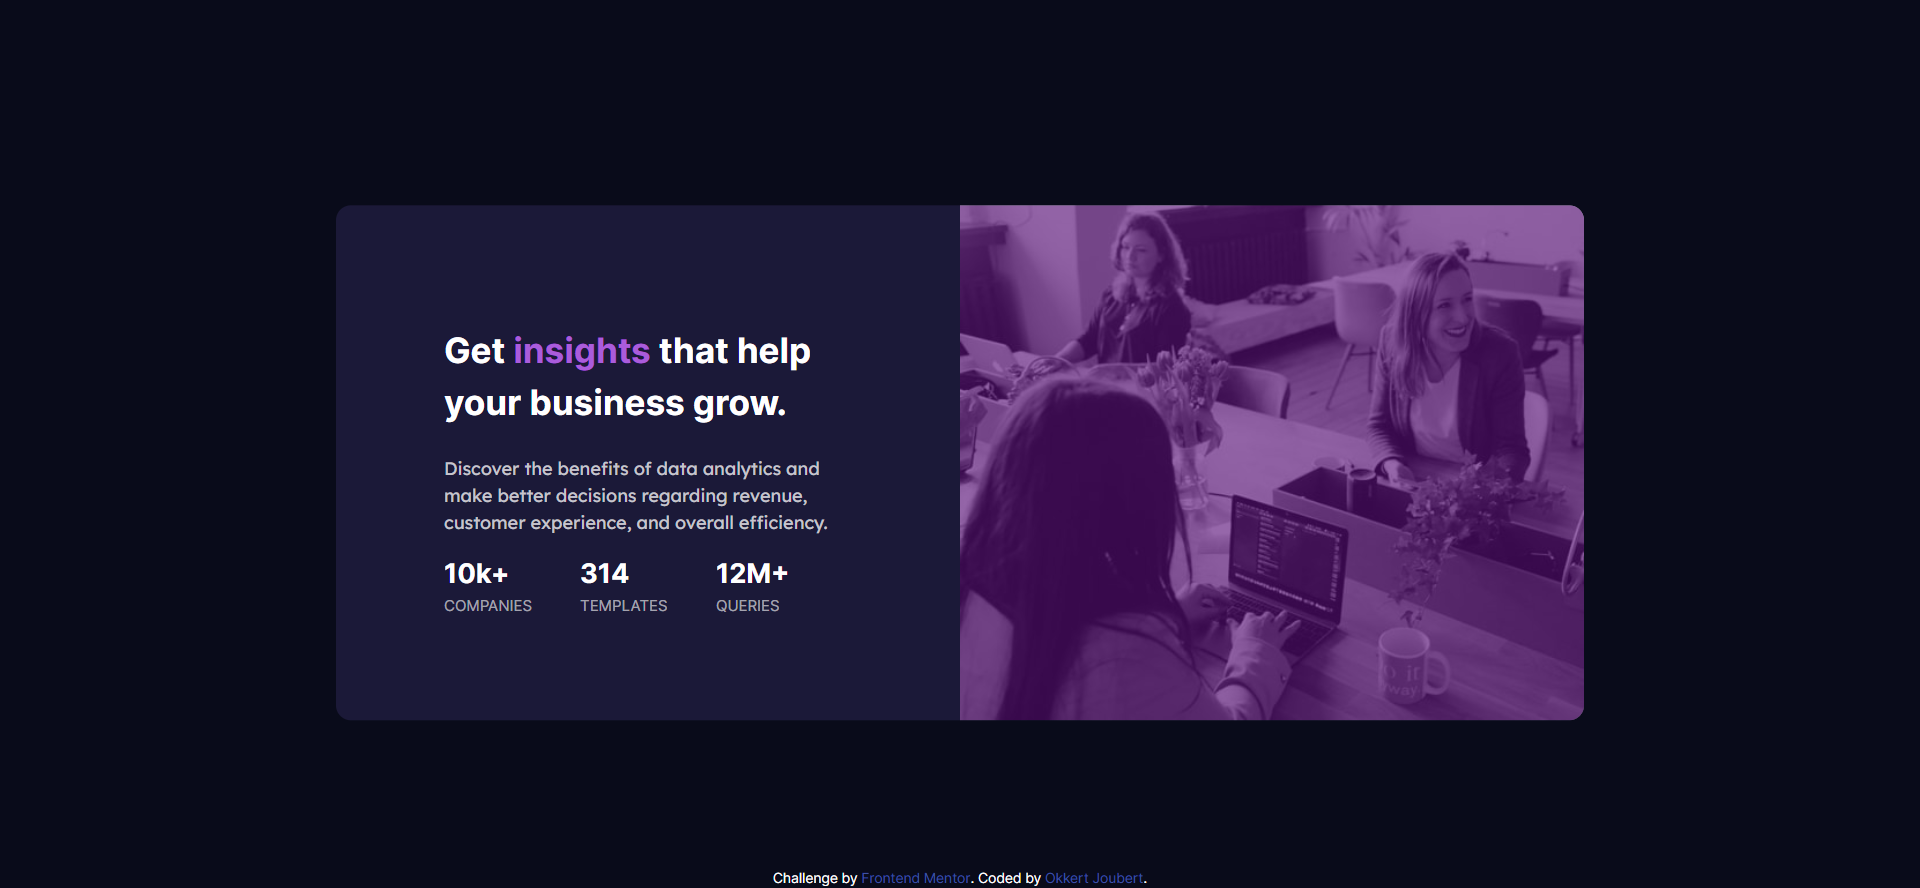 Get insights that help
your business grow.
Discover the benefits of data analytics and
make better decisions regarding revenue,
customer experience, and overall efficiency.
10k+ 314 12M+
COMPANIES TEMPLATES QUERIES
Challenge by Frontend Mentor. Coded by Okkert Joubert.